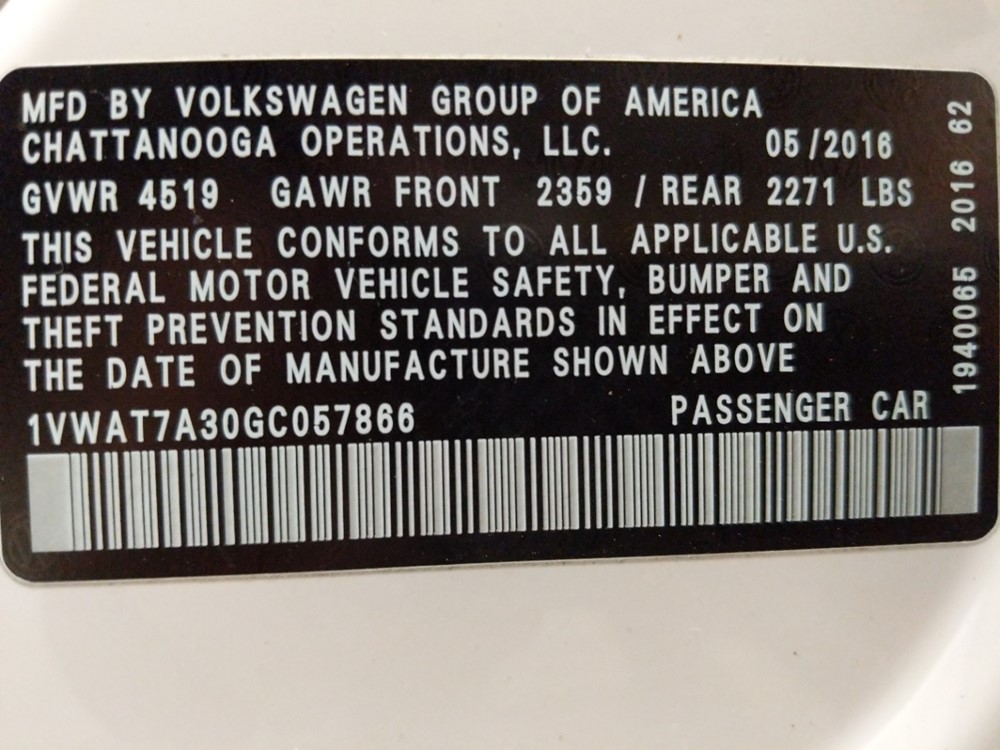 MFD BY VOLKSWAGEN GROUP OF AMERICA
CHATTANOOGA OPERATIONS, LLC. 05/2016
GVWR 4519 GAWR FRONT 2359 / REAR 2271 LBS
THIS VEHICLE CONFORMS TO ALL APPLICABLE U.S.
FEDERAL MOTOR VEHICLE SAFETY, BUMPER AND
THEFT PREVENTION STANDARDS IN EFFECT ON
THE DATE OF MANUFACTURE SHOWN ABOVE
1VWAT7A30GC057866 PASSENGER CAR
1940065 2016 62